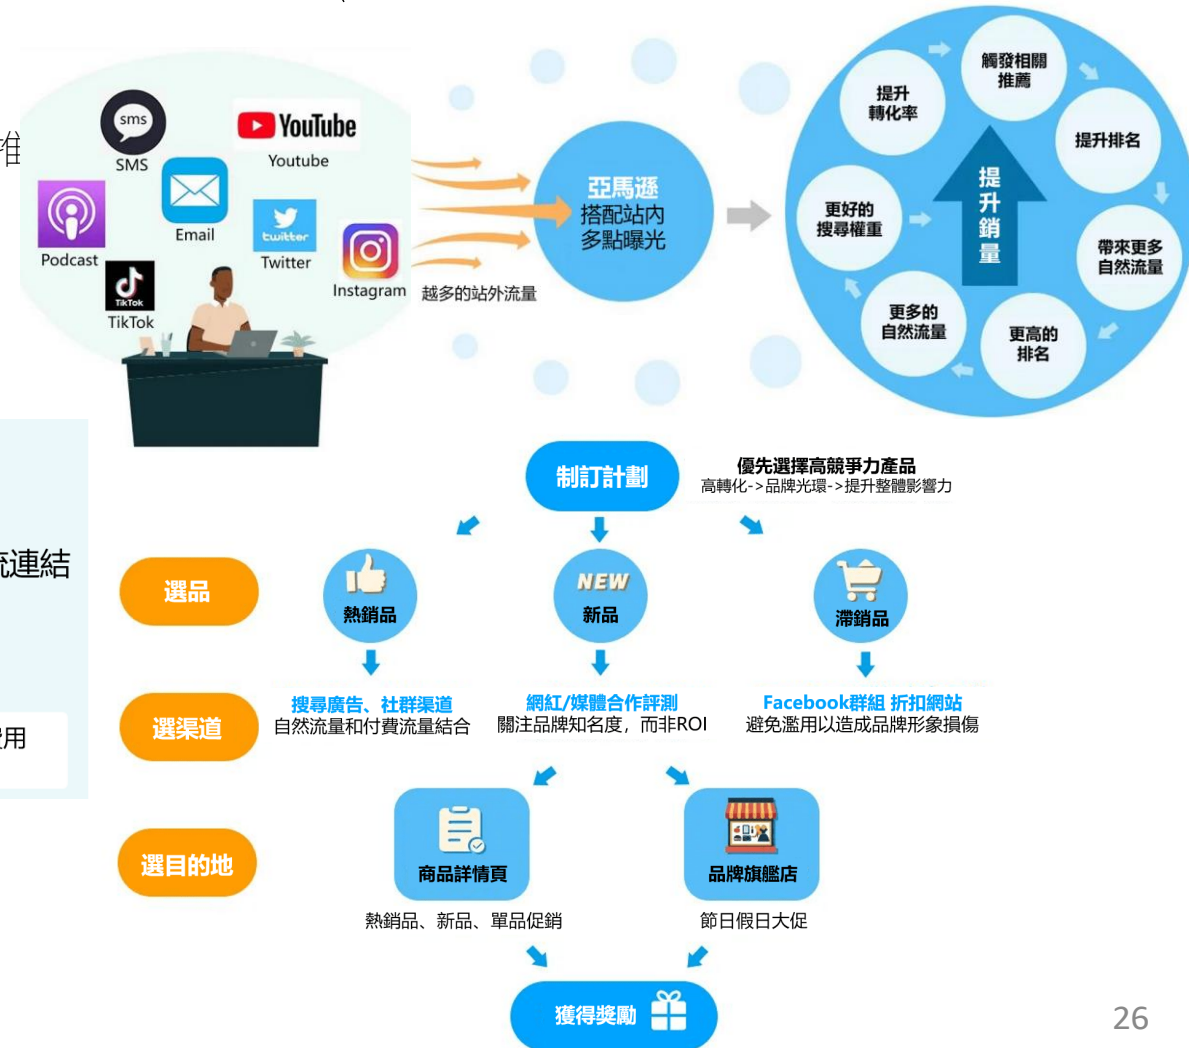 sms
SMS
YouTube
Youtube
Email
Podcast
twitter
Twitter
Instagram
TikTok
TikTok
越多的站外流量
亞馬遜
搭配站內
多點曝光
觸發相關
推薦
提升排名
帶來更多
自然流量
更高的
排名
更多的
自然流量
更好的
搜尋權重
提升
轉化率
提升銷量
推
連結
用
制訂計劃
優先選擇高競爭力產品
高轉化->品牌光環->提升整體影響力
選品
熱銷品
NEW
新品
滯銷品
選渠道
搜尋廣告、社群渠道
自然流量和付費流量結合
網紅/媒體合作評測
關注品牌知名度，而非ROI
Facebook群組 折扣網站
避免濫用以造成品牌形象損傷
選目的地
商品詳情頁
熱銷品、新品、單品促銷
品牌旗艦店
節日假日大促
獲得獎勵
26